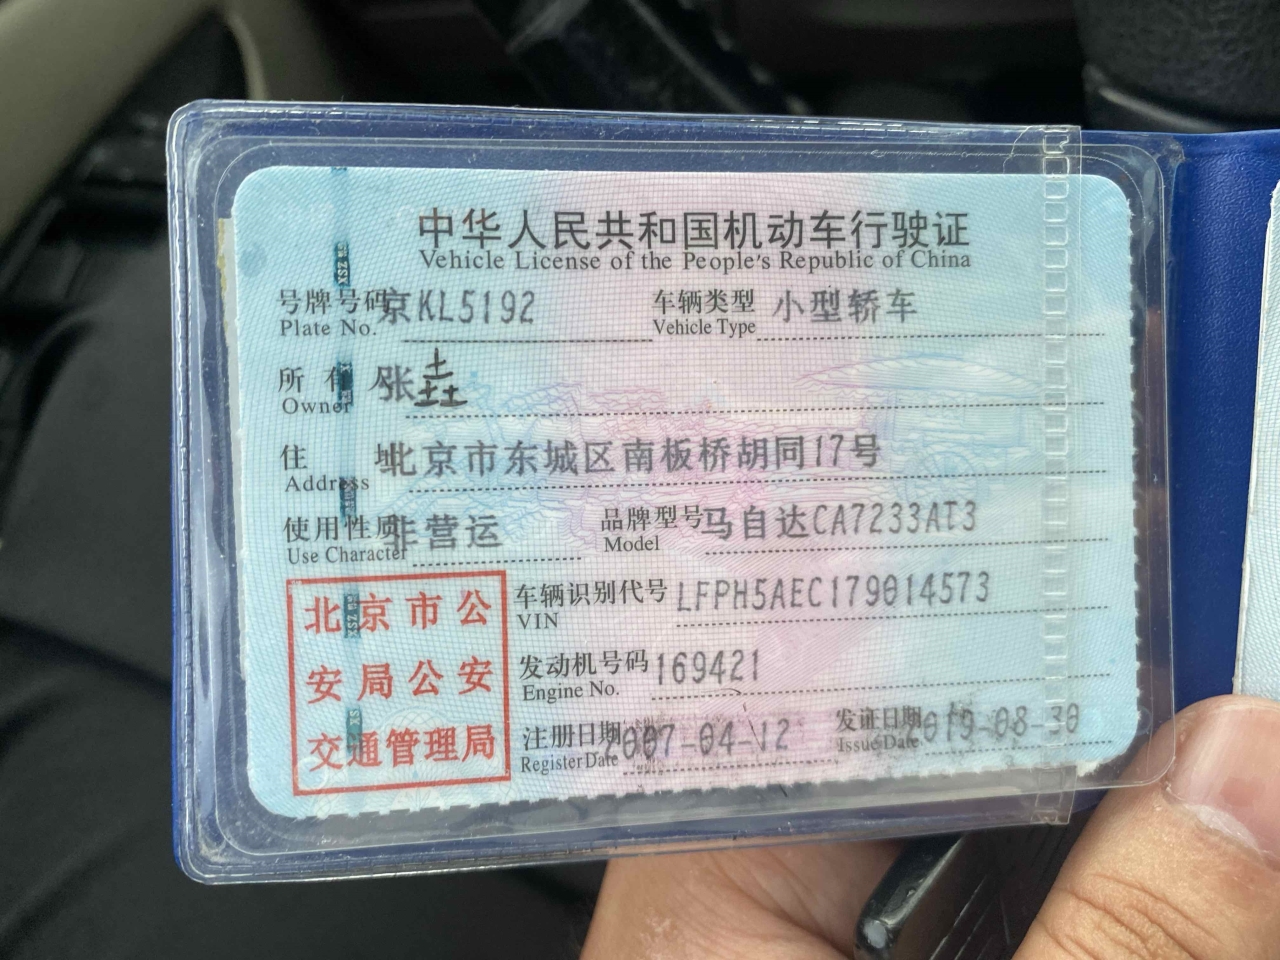 中华人民共和国机动车行驶证
Vehicle License of the People's Republic of China
号牌号码 京KL5192 车辆类型 小型轿车
Plate No. Vehicle Type
所有人 张垚
Owner
住址 北京市东城区南板桥胡同17号
Address
使用性质 非营运 品牌型号 马自达CA7233AT3
Use Character Model
北京市公
安局公安
交通管理局
车辆识别代号 LFPH5AEC179014573
VIN
发动机号码 169421
Engine No.
注册日期 2007-04-12 发证日期 2019-08-30
Register Date Issue Date